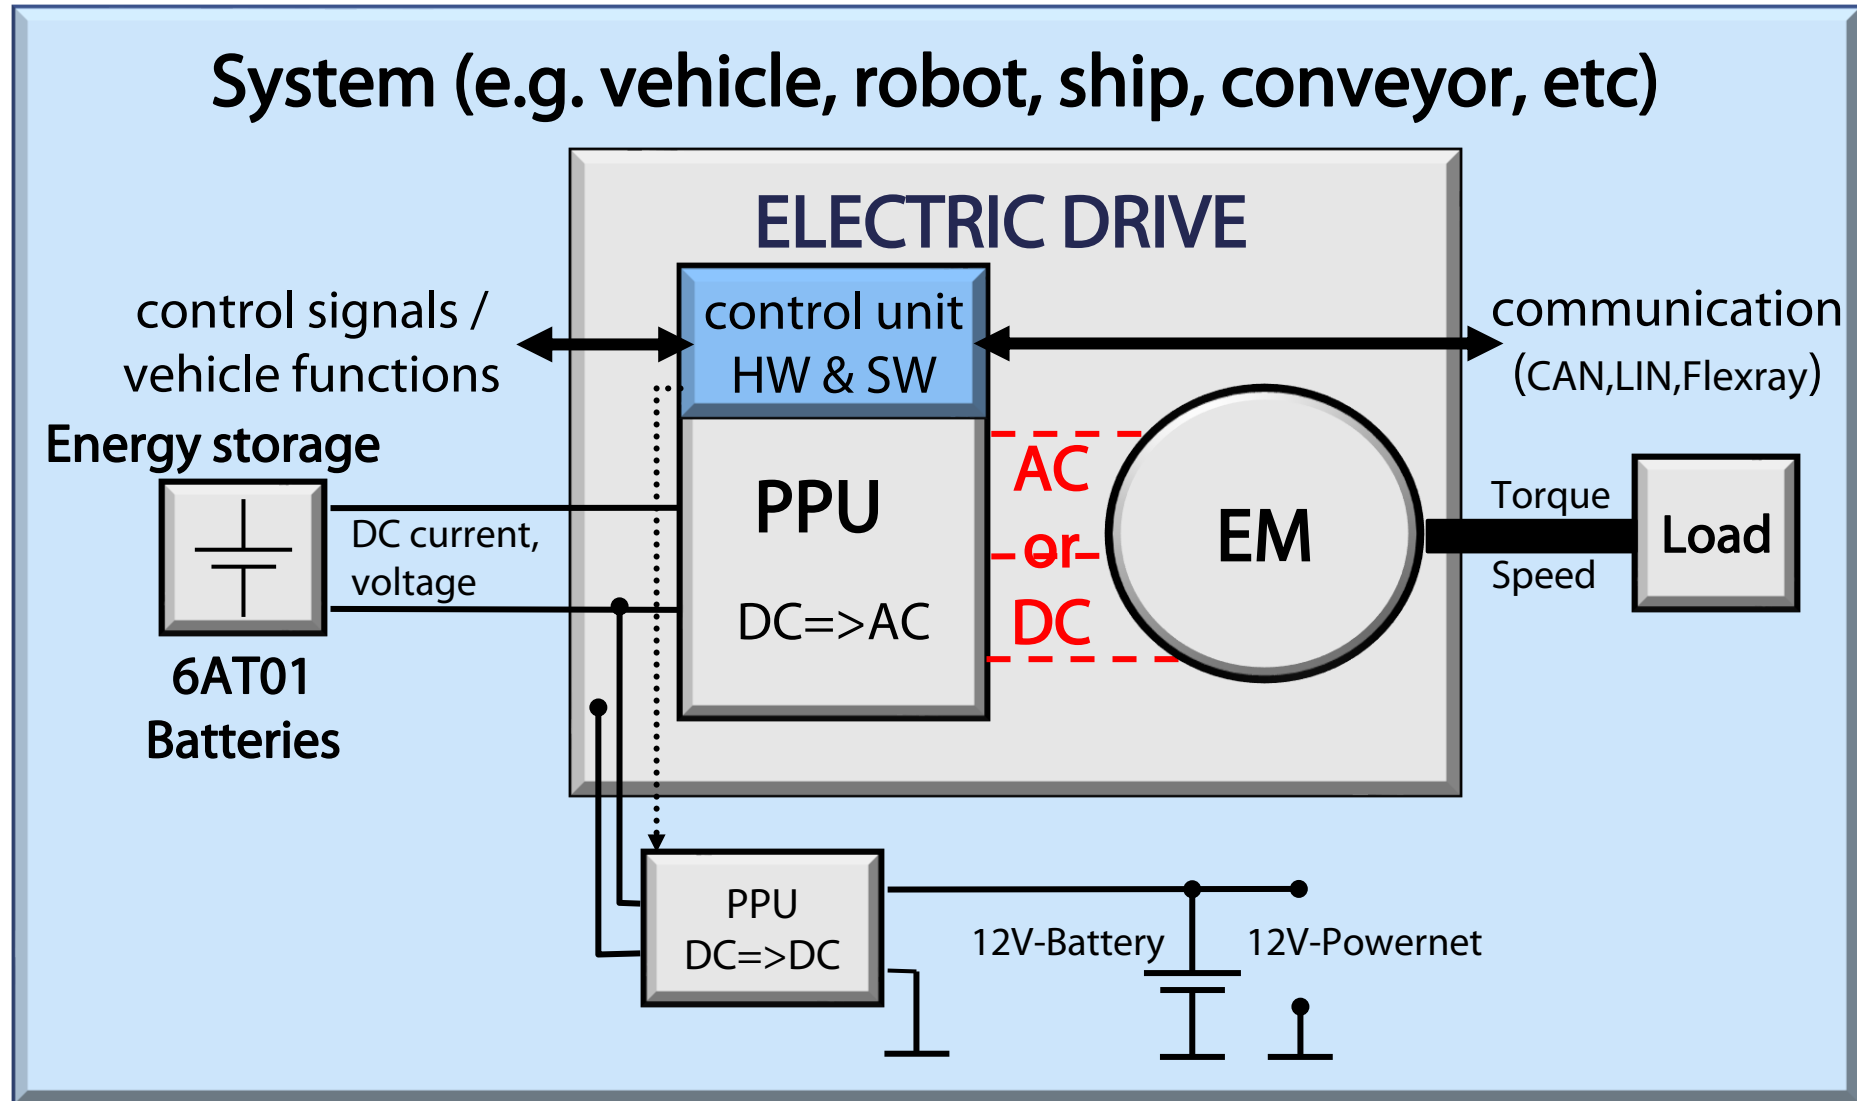 System (e.g. vehicle, robot, ship, conveyor, etc)
ELECTRIC DRIVE
control signals /
vehicle functions
control unit
HW & SW
communication
(CAN,LIN,Flexray)
Energy storage
DC current,
voltage
6AT01
Batteries
PPU
DC=>AC
AC
or
DC
EM
Torque
Speed
Load
PPU
DC=>DC
12V-Battery
12V-Powernet